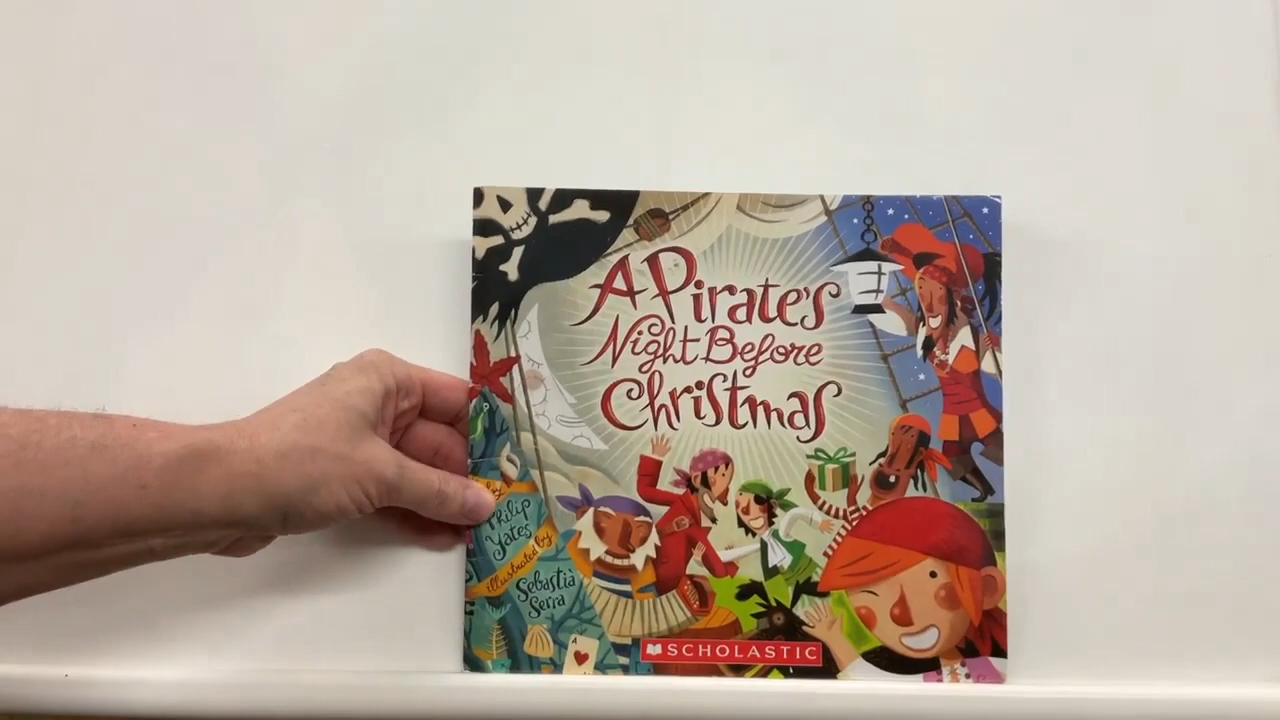 A Pirate's
Night Before
Christmas
by
Philip
Yates
illustrated by
Sebastià
Serra
A
SCHOLASTIC